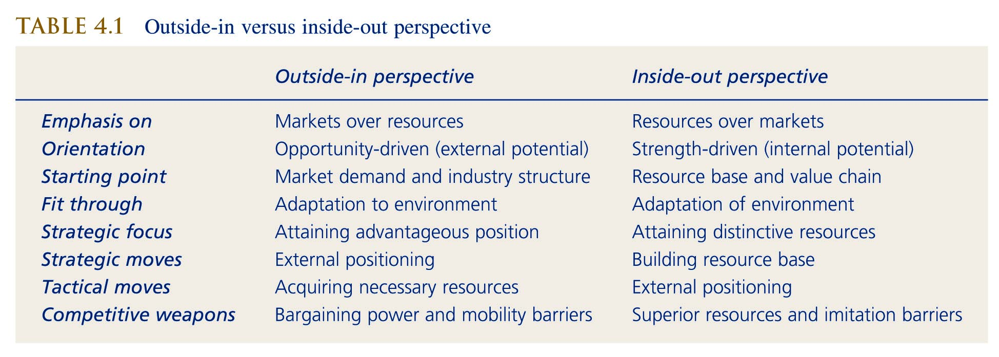 TABLE 4.1 Outside-in versus inside-out perspective
Outside-in perspective Inside-out perspective
Emphasis on Markets over resources Resources over markets
Orientation Opportunity-driven (external potential) Strength-driven (internal potential)
Starting point Market demand and industry structure Resource base and value chain
Fit through Adaptation to environment Adaptation of environment
Strategic focus Attaining advantageous position Attaining distinctive resources
Strategic moves External positioning Building resource base
Tactical moves Acquiring necessary resources External positioning
Competitive weapons Bargaining power and mobility barriers Superior resources and imitation barriers